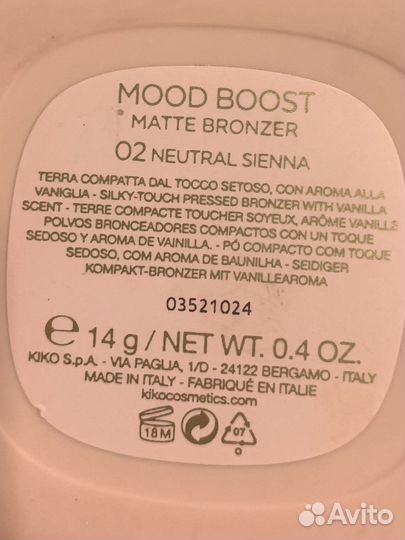 MOOD BOOST
MATTE BRONZER
02 NEUTRAL SIENNA
TERRA COMPATTA DAL TOCCO SETOSO, CON AROMA ALLA
VANIGLIA - SILKY-TOUCH PRESSED BRONZER WITH VANILLA
SCENT - TERRE COMPACTE TOUCHER SOYEUX, ARÔME VANILLE
POLVOS BRONCEADORES COMPACTOS CON UN TOQUE
SEDOSO Y AROMA DE VAINILLA. - PÓ COMPACTO COM TOQUE
SEDOSO, COM AROMA DE BAUNILHA - SEIDIGER
KOMPAKT-BRONZER MIT VANILLEAROMA
03521024
℮ 14 g / NET WT. 0.4 OZ.
KIKO S.p.A. - VIA PAGLIA, 1/D - 24122 BERGAMO - ITALY
MADE IN ITALY - FABRIQUÉ EN ITALIE
kikocosmetics.com
18M
07
Avito